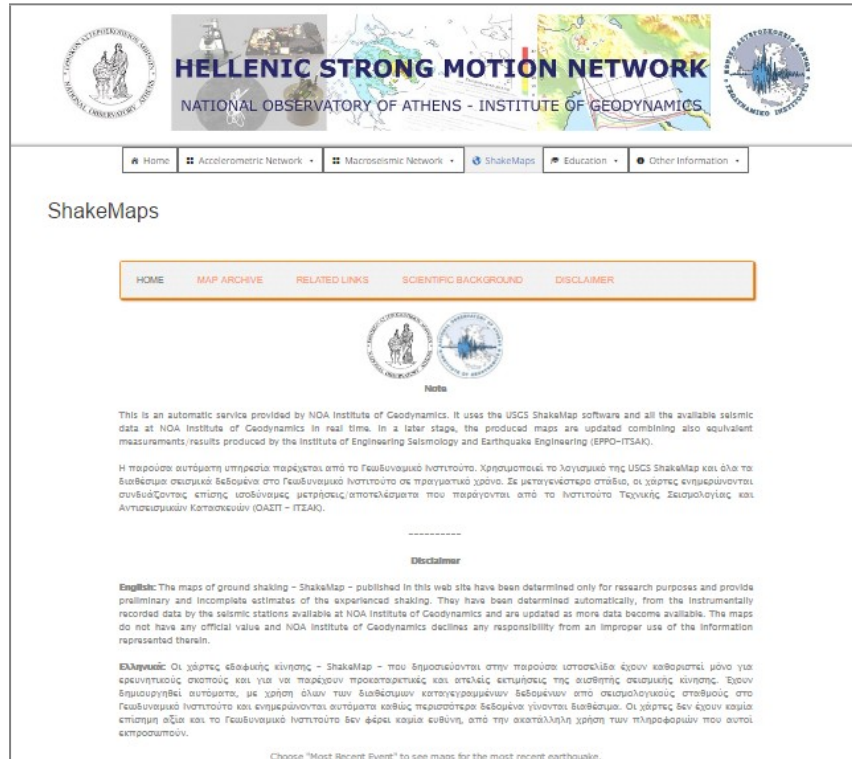 HELLENIC STRONG MOTION NETWORK
NATIONAL OBSERVATORY OF ATHENS - INSTITUTE OF GEODYNAMICS
Home Accelerometric Network Macroseismic Network ShakeMaps Education Other Information
ShakeMaps
HOME MAP ARCHIVE RELATED LINKS SCIENTIFIC BACKGROUND DISCLAIMER
Note
This is an automatic service provided by NOA Institute of Geodynamics. It uses the USGS ShakeMap software and all the available seismic
data at NOA Institute of Geodynamics in real time. In a later stage, the produced maps are updated combining also equivalent
measurements/results produced by the Institute of Engineering Seismology and Earthquake Engineering (EPPO-ITSAK).
Η παρούσα αυτόματη υπηρεσία παρέχεται από το Γεωδυναμικό Ινστιτούτο. Χρησιμοποιεί το λογισμικό της USGS ShakeMap και όλα τα
διαθέσιμα σεισμικά δεδομένα στο Γεωδυναμικό Ινστιτούτο σε πραγματικό χρόνο. Σε μεταγενέστερο στάδιο, οι χάρτες ενημερώνονται
συνδυάζοντας επίσης ισοδύναμες μετρήσεις/αποτελέσματα που παράγονται από το Ινστιτούτο Τεχνικής Σεισμολογίας και
Αντισεισμικών Κατασκευών (ΟΑΣΠ – ΙΤΣΑΚ).
----------
Disclaimer
English: The maps of ground shaking – ShakeMap – published in this web site have been determined only for research purposes and provide
preliminary and incomplete estimates of the experienced shaking. They have been determined automatically, from the instrumentally
recorded data by the seismic stations available at NOA Institute of Geodynamics and are updated as more data become available. The maps
do not have any official value and NOA Institute of Geodynamics declines any responsibility from an improper use of the information
represented therein.
Ελληνικά: Οι χάρτες εδαφικής κίνησης – ShakeMap – που δημοσιεύονται στην παρούσα ιστοσελίδα έχουν καθοριστεί μόνο για
ερευνητικούς σκοπούς και για να παρέχουν προκαταρκτικές και ατελείς εκτιμήσεις της αισθητής σεισμικής κίνησης. Έχουν
δημιουργηθεί αυτόματα, με χρήση όλων των διαθέσιμων καταγεγραμμένων δεδομένων από σεισμολογικούς σταθμούς στο
Γεωδυναμικό Ινστιτούτο και ενημερώνονται αυτόματα καθώς περισσότερα δεδομένα γίνονται διαθέσιμα. Οι χάρτες δεν έχουν καμία
επίσημη αξία και το Γεωδυναμικό Ινστιτούτο δεν φέρει καμία ευθύνη, από την ακατάλληλη χρήση των πληροφοριών που αυτοί
εκπροσωπούν.
Choose "Most Recent Event" to see maps for the most recent earthquake.